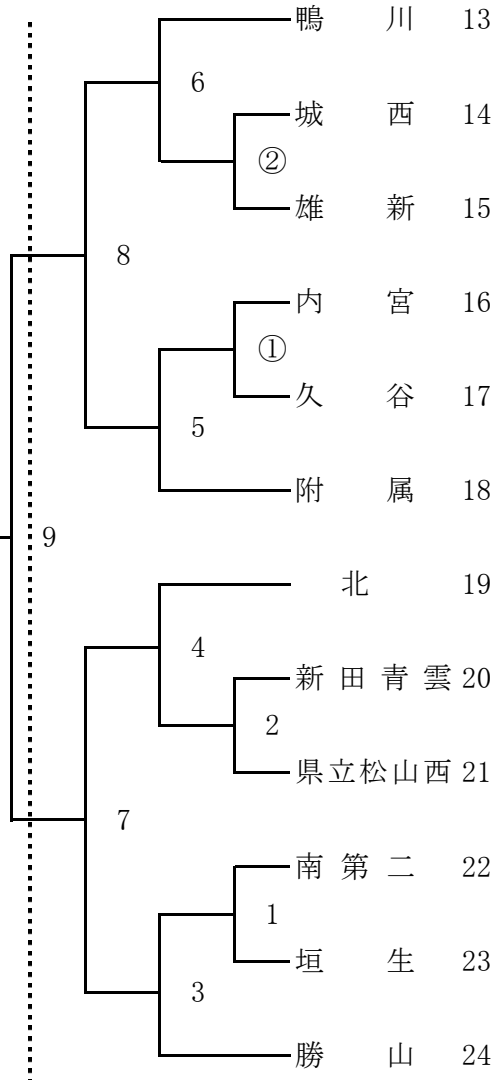 鴨川 13
6
城西 14
②
雄新 15
8
内宮 16
①
久谷 17
5
附属 18
9
北 19
4
新田青雲 20
2
県立松山西 21
7
南第二 22
1
垣生 23
3
勝山 24